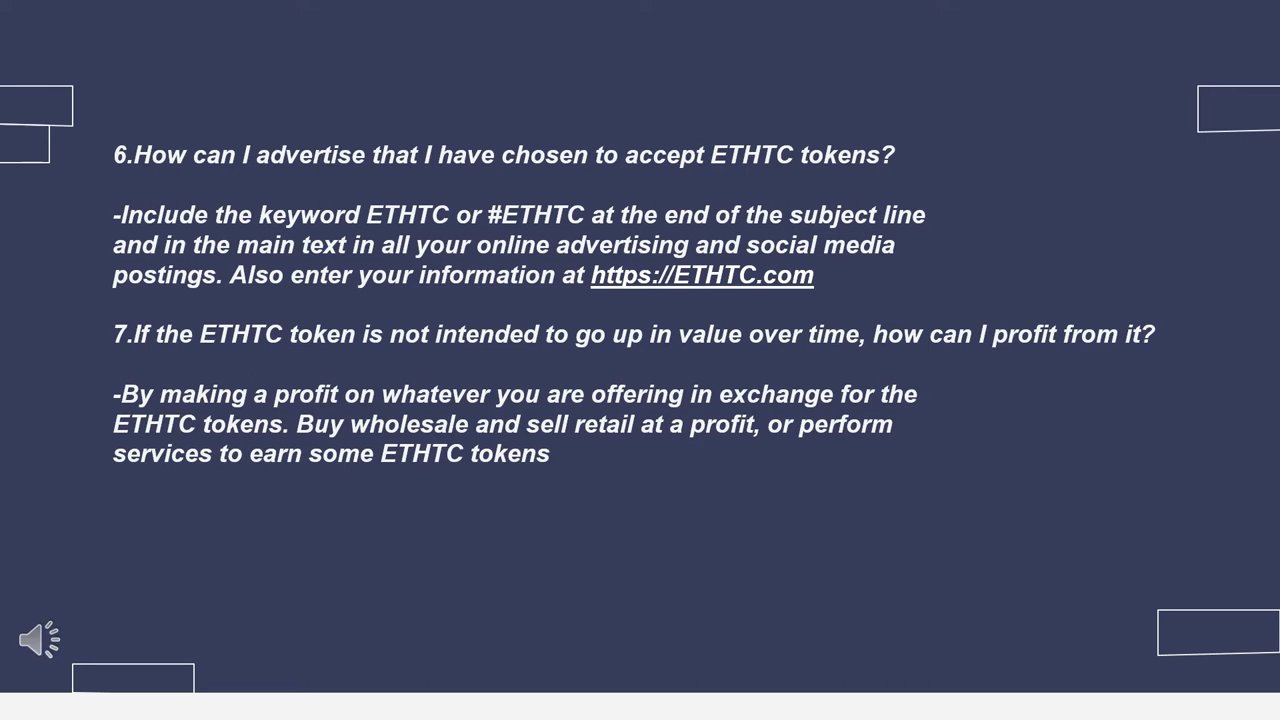 6.How can I advertise that I have chosen to accept ETHTC tokens?
-Include the keyword ETHTC or #ETHTC at the end of the subject line
and in the main text in all your online advertising and social media
postings. Also enter your information at https://ETHTC.com
7.If the ETHTC token is not intended to go up in value over time, how can I profit from it?
-By making a profit on whatever you are offering in exchange for the
ETHTC tokens. Buy wholesale and sell retail at a profit, or perform
services to earn some ETHTC tokens